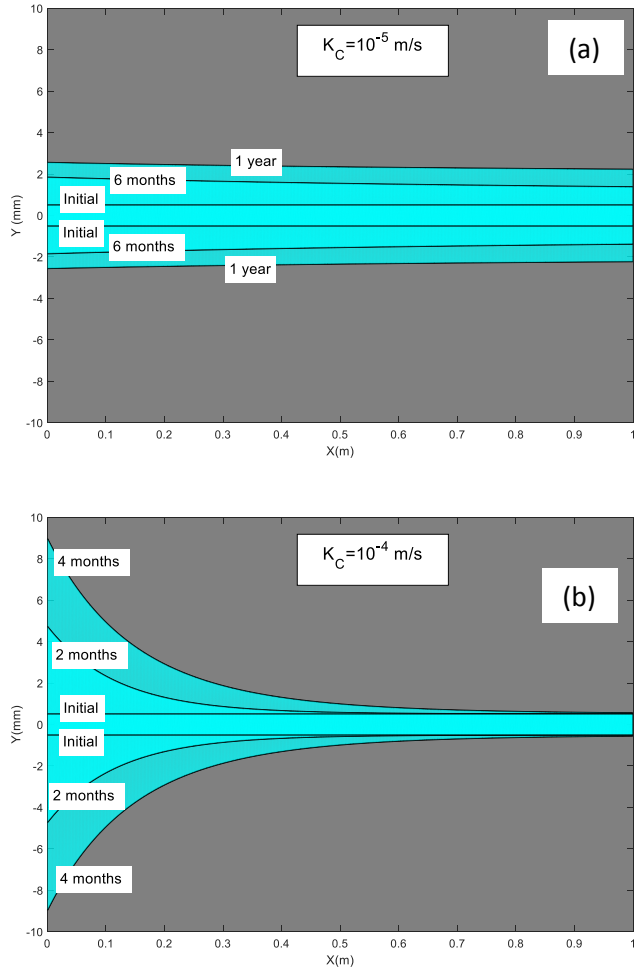 10
8
6
4
2
0
-2
-4
-6
-8
-10
Y (mm)
K_C=10^-5 m/s
(a)
1 year
6 months
Initial
Initial
6 months
1 year
0 0.1 0.2 0.3 0.4 0.5 0.6 0.7 0.8 0.9 1
X(m)
10
8
6
4
2
0
-2
-4
-6
-8
-10
Y(mm)
K_C=10^-4 m/s
(b)
4 months
2 months
Initial
Initial
2 months
4 months
0 0.1 0.2 0.3 0.4 0.5 0.6 0.7 0.8 0.9 1
X(m)